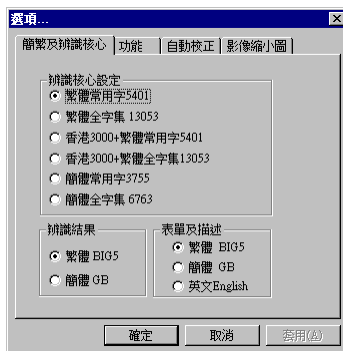 選項...
簡繁及辨識核心 功能 自動校正 影像縮小圖
辨識核心設定
繁體常用字5401
繁體全字集 13053
香港3000+繁體常用字5401
香港3000+繁體全字集13053
簡體常用字3755
簡體全字集 6763
辨識結果
繁體 BIG5
簡體 GB
表單及描述
繁體 BIG5
簡體 GB
英文English
確定 取消 套用(A)